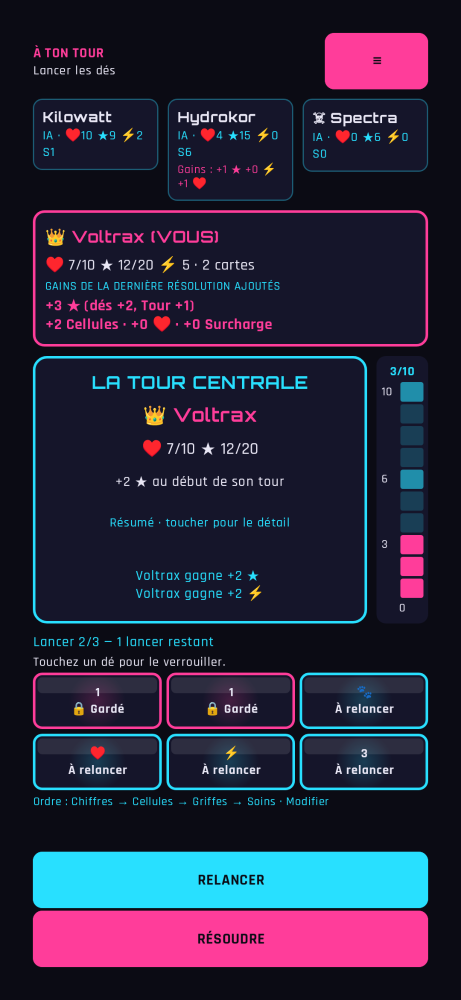 À TON TOUR
Lancer les dés
≡
Kilowatt
IA · ❤️10 ★9 ⚡2
S1
Hydrokor
IA · ❤️4 ★15 ⚡0
S6
Gains : +1 ★ +0 ⚡
+1 ❤️
☠️ Spectra
IA · ❤️0 ★6 ⚡0
S0
👑 Voltrax (VOUS)
❤️ 7/10 ★ 12/20 ⚡ 5 · 2 cartes
GAINS DE LA DERNIÈRE RÉSOLUTION AJOUTÉS
+3 ★ (dés +2, Tour +1)
+2 Cellules · +0 ❤️ · +0 Surcharge
LA TOUR CENTRALE
👑 Voltrax
❤️ 7/10 ★ 12/20
+2 ★ au début de son tour
Résumé · toucher pour le détail
Voltrax gagne +2 ★
Voltrax gagne +2 ⚡
3/10
10
6
3
0
Lancer 2/3 — 1 lancer restant
Touchez un dé pour le verrouiller.
1
🔒 Gardé
1
🔒 Gardé
🐾
À relancer
❤️
À relancer
⚡
À relancer
3
À relancer
Ordre : Chiffres → Cellules → Griffes → Soins · Modifier
RELANCER
RÉSOUDRE